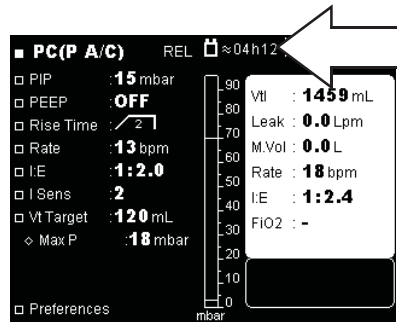 PC(P A/C) REL ≈04h12
PIP :15 mbar
PEEP :OFF
Rise Time : 2
Rate :13 bpm
I:E :1:2.0
I Sens :2
Vt Target :120 mL
Max P :18 mbar
Preferences
90
80
70
60
50
40
30
20
10
0
mbar
Vtl : 1459 mL
Leak : 0.0 Lpm
M.Vol : 0.0 L
Rate : 18 bpm
I:E : 1:2.4
FiO2 : -